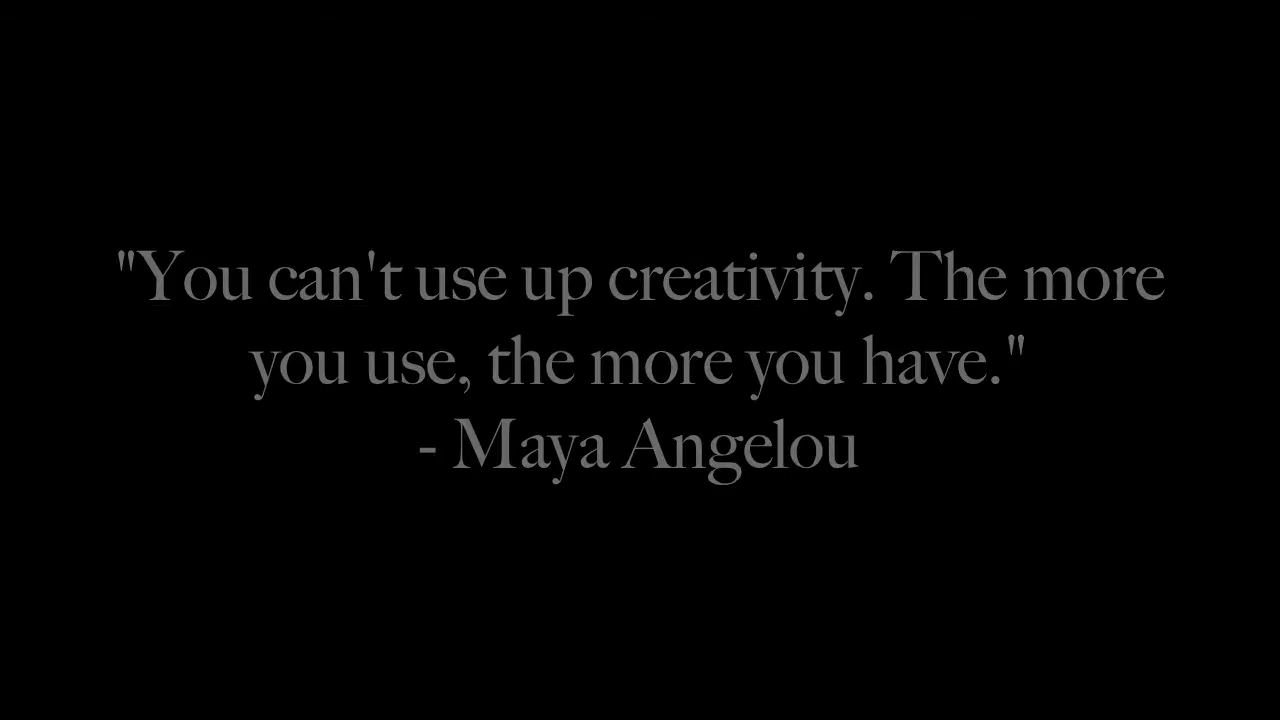 "You can't use up creativity. The more
you use, the more you have."
- Maya Angelou